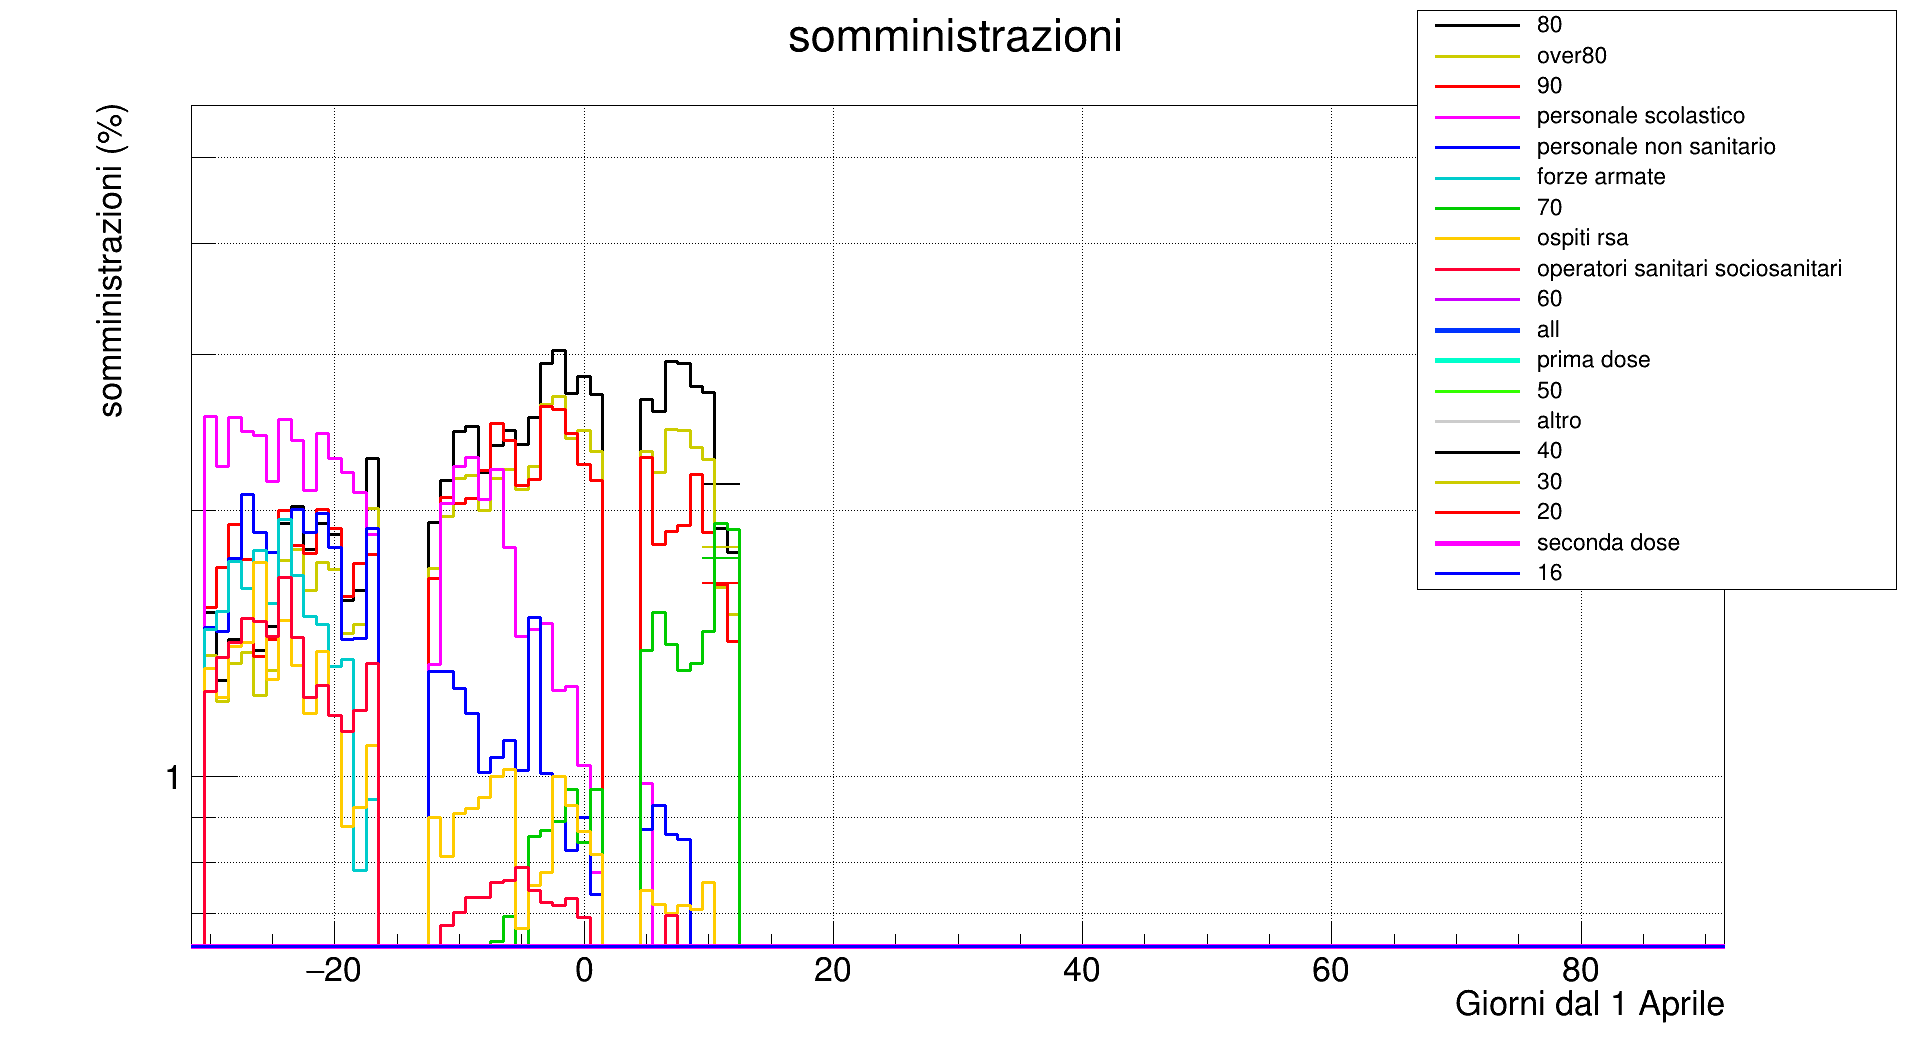 somministrazioni
somministrazioni (%)
1
−20 0 20 40 60 80
Giorni dal 1 Aprile
80
over80
90
personale scolastico
personale non sanitario
forze armate
70
ospiti rsa
operatori sanitari sociosanitari
60
all
prima dose
50
altro
40
30
20
seconda dose
16